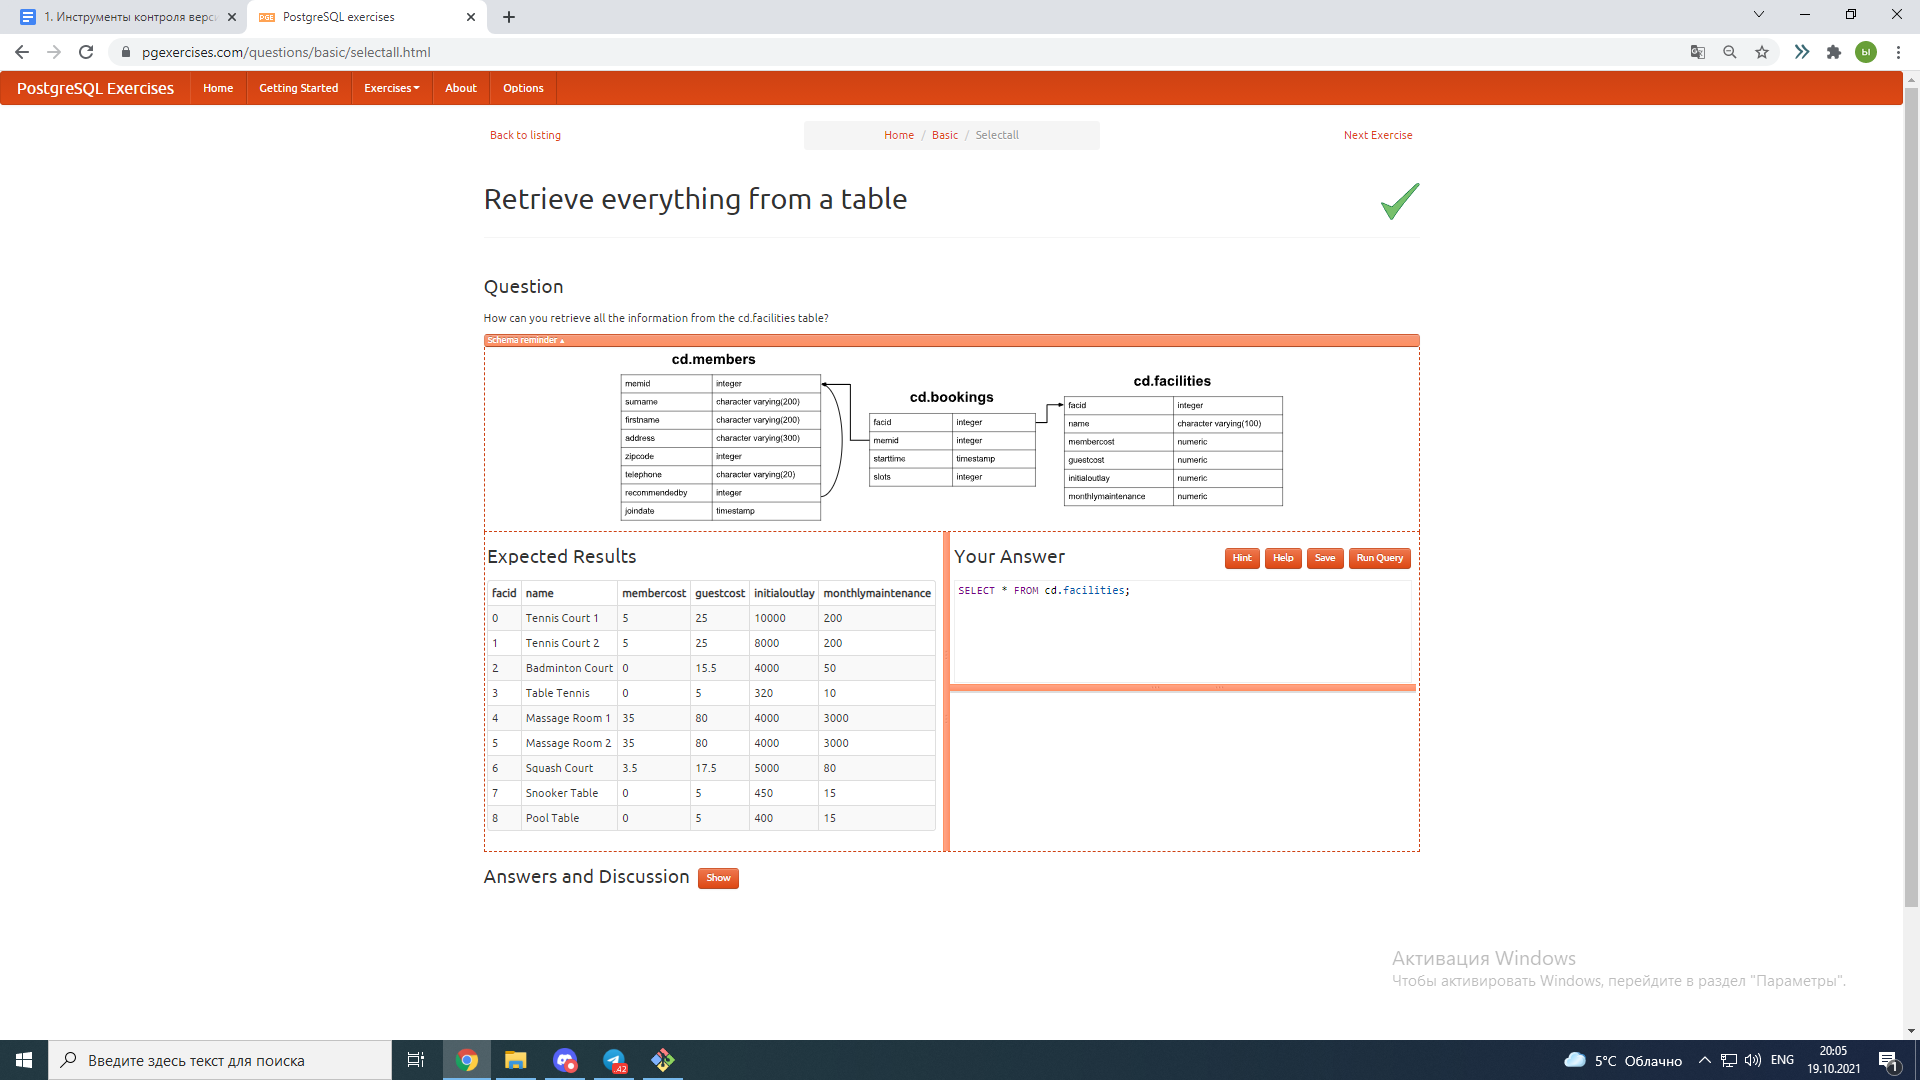 1. Инструменты контроля верс
PGE PostgreSQL exercises
pgexercises.com/questions/basic/selectall.html
ы
PostgreSQL Exercises Home Getting Started Exercises About Options
Back to listing Home / Basic / Selectall Next Exercise
Retrieve everything from a table
Question
How can you retrieve all the information from the cd.facilities table?
Schema reminder
cd.members
memid integer
surname character varying(200)
firstname character varying(200)
address character varying(300)
zipcode integer
telephone character varying(20)
recommendedby integer
joindate timestamp
cd.bookings
facid integer
memid integer
starttime timestamp
slots integer
cd.facilities
facid integer
name character varying(100)
membercost numeric
guestcost numeric
initialoutlay numeric
monthlymaintenance numeric
Expected Results
facid name membercost guestcost initialoutlay monthlymaintenance
0 Tennis Court 1 5 25 10000 200
1 Tennis Court 2 5 25 8000 200
2 Badminton Court 0 15.5 4000 50
3 Table Tennis 0 5 320 10
4 Massage Room 1 35 80 4000 3000
5 Massage Room 2 35 80 4000 3000
6 Squash Court 3.5 17.5 5000 80
7 Snooker Table 0 5 450 15
8 Pool Table 0 5 400 15
Your Answer Hint Help Save Run Query
SELECT * FROM cd.facilities;
Answers and Discussion Show
Активация Windows
Чтобы активировать Windows, перейдите в раздел "Параметры".
Введите здесь текст для поиска
42
5°C Облачно
ENG
20:05
19.10.2021
1